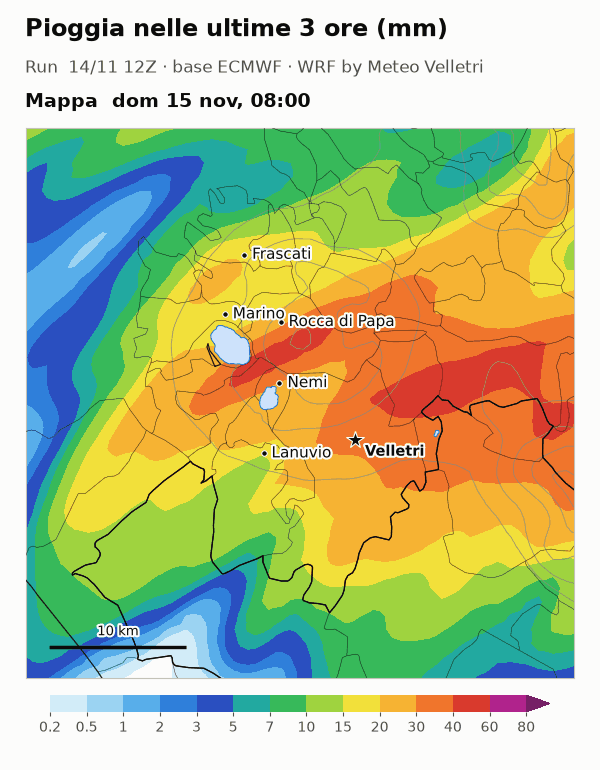 Pioggia nelle ultime 3 ore (mm)
Run  14/11 12Z · base ECMWF · WRF by Meteo Velletri
Mappa  dom 15 nov, 08:00
Frascati
Marino
Rocca di Papa
Nemi
Velletri
Lanuvio
10 km
0.2 0.5 1 2 3 5 7 10 15 20 30 40 60 80